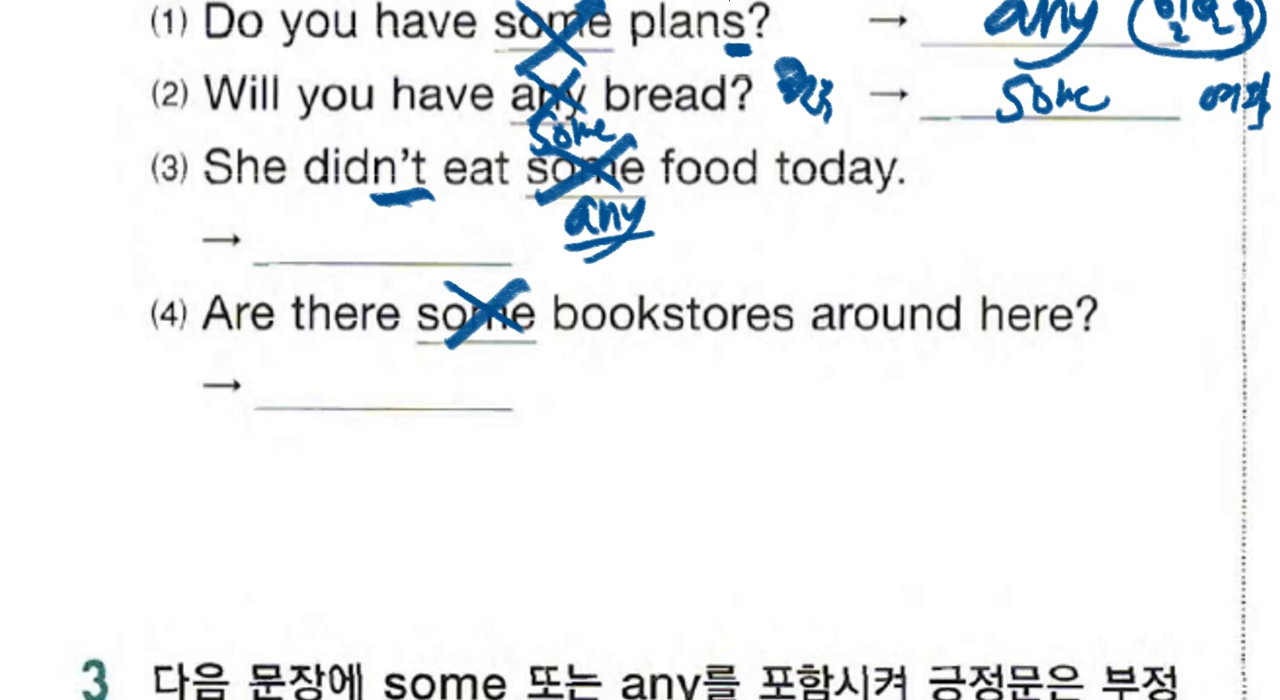 (1) Do you have some plans? → any
(2) Will you have any bread? → some
some
(3) She didn't eat some food today.
any
→
(4) Are there some bookstores around here?
→
3 다음 문장에 some 또는 any를 포함시켜 긍정문은 부정